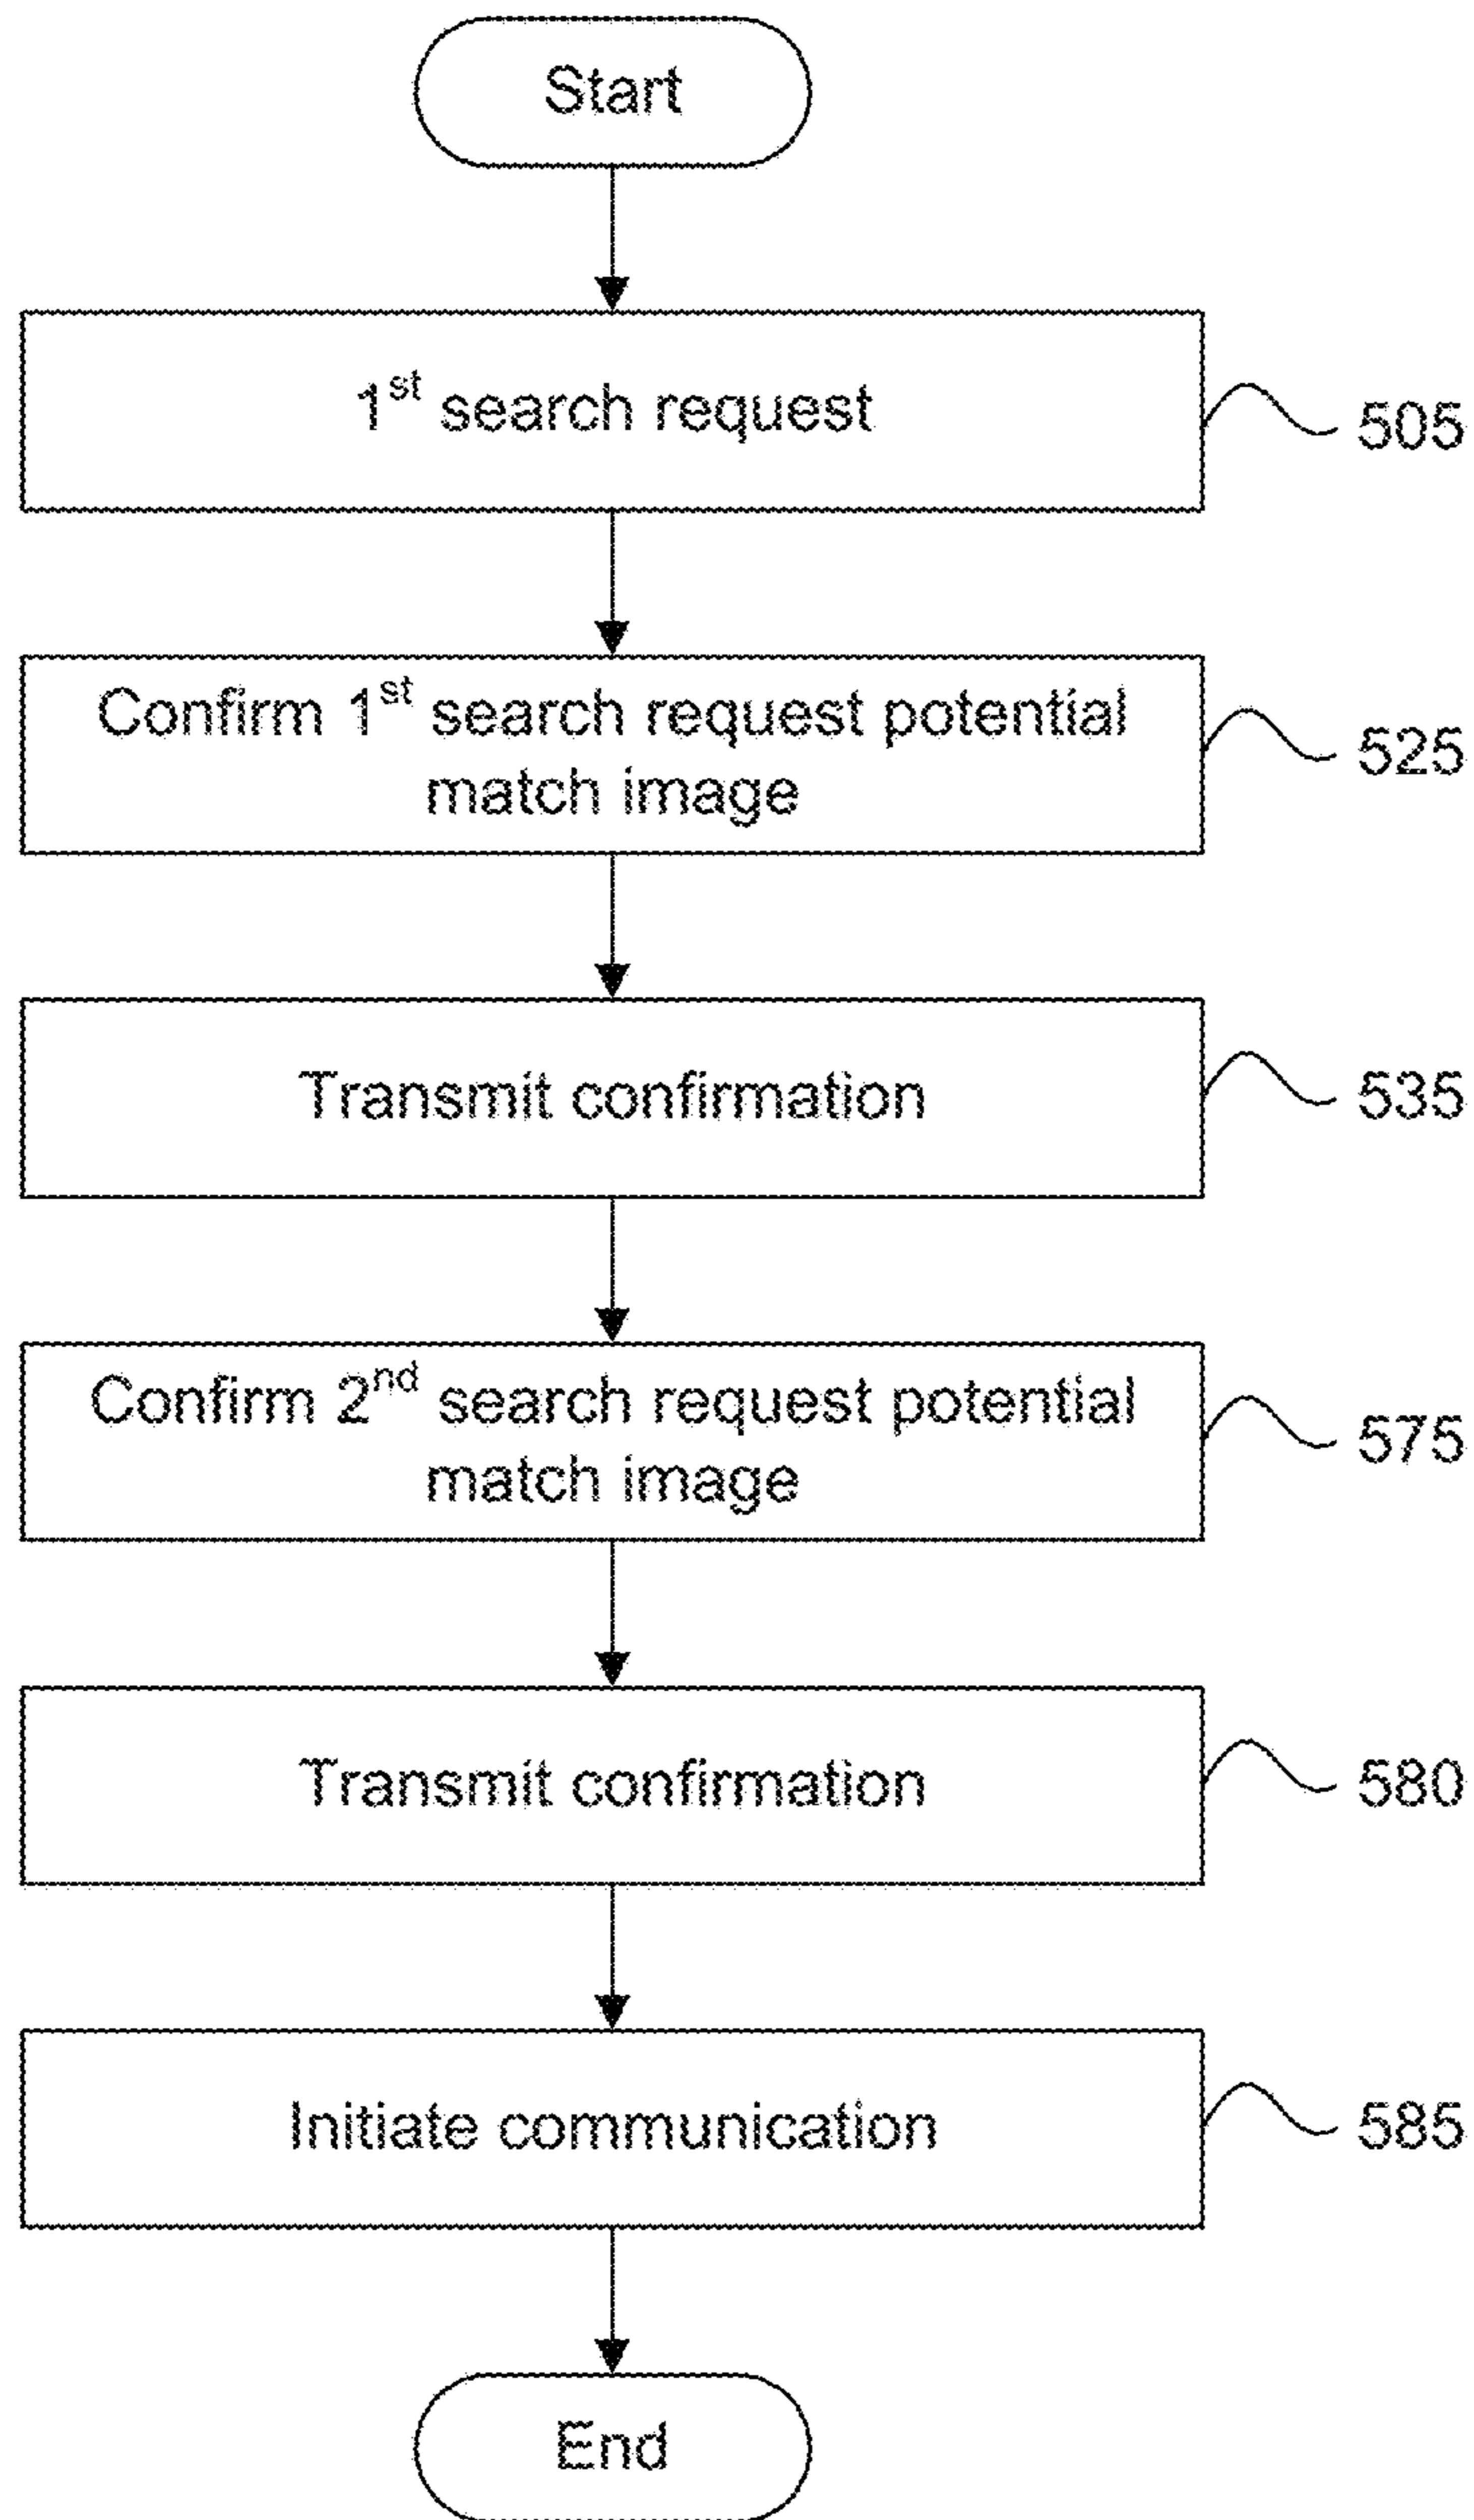 Start
1st search request
505
Confirm 1st search request potential
match image
525
Transmit confirmation
535
Confirm 2nd search request potential
match image
575
Transmit confirmation
580
Initiate communication
585
End